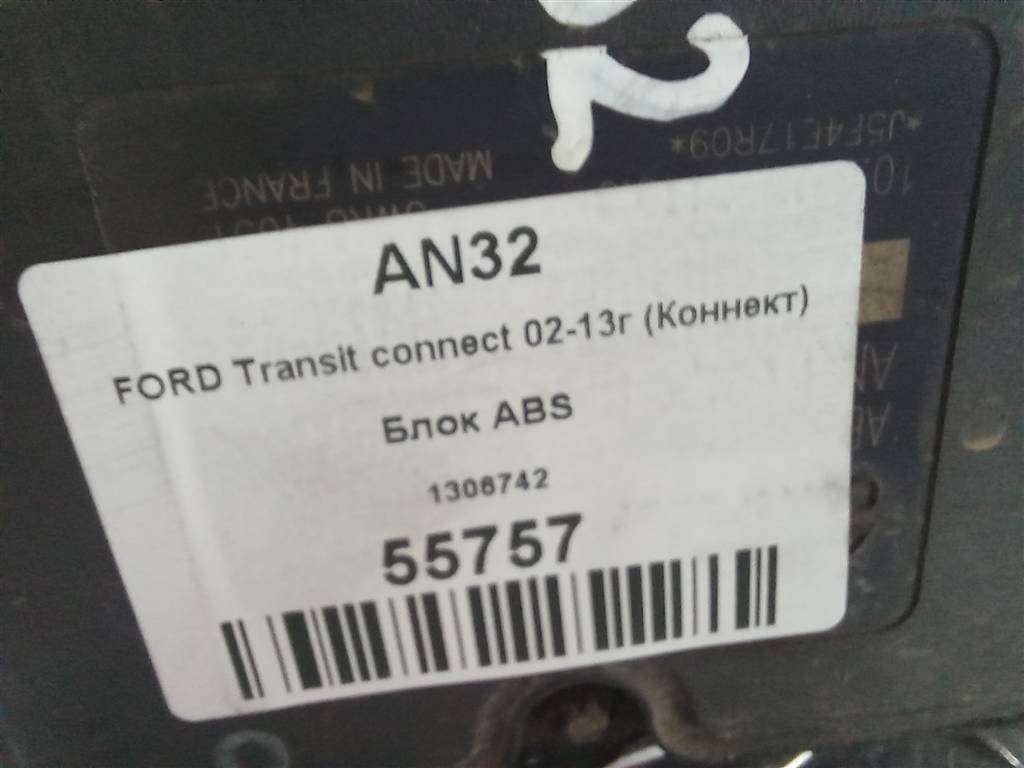 *J5F4E17R09*
MADE IN FRANCE
AN32
FORD Transit connect 02-13г (Коннект)
Блок ABS
1306742
55757